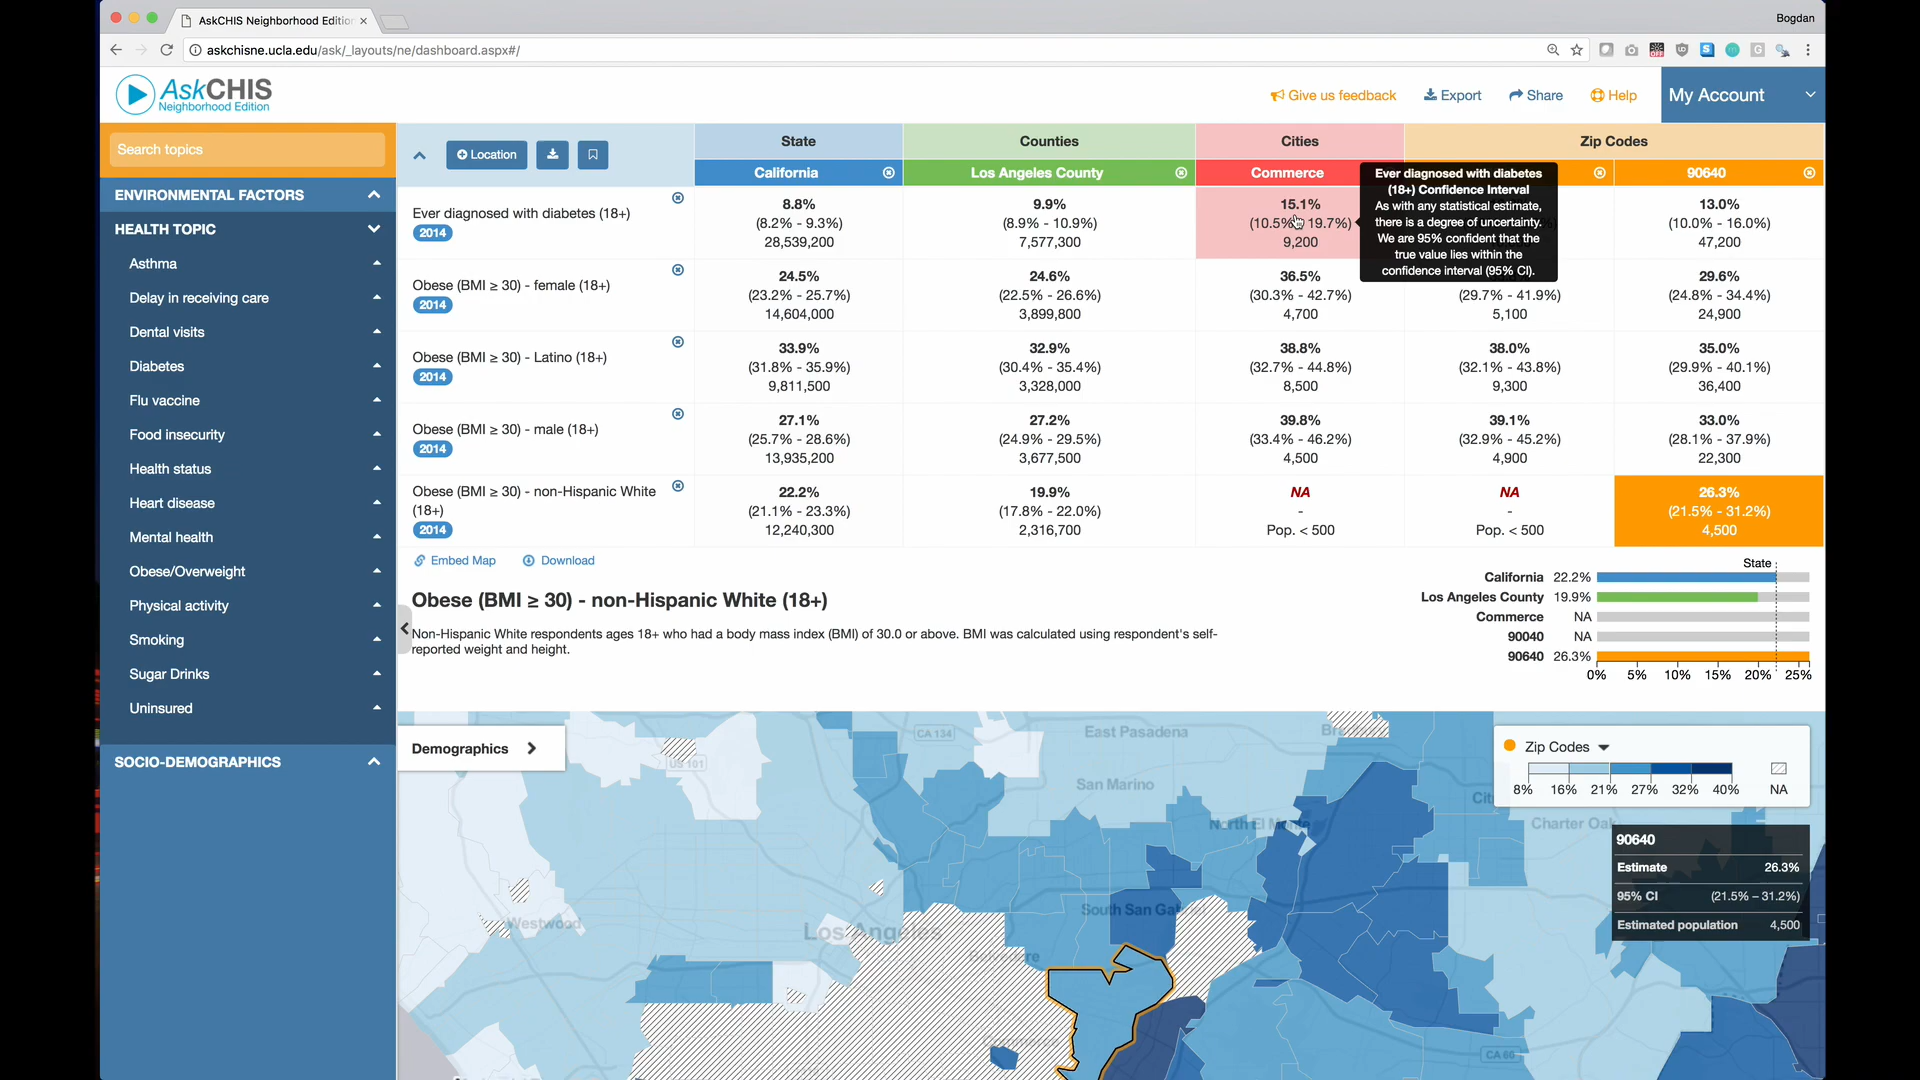 AskCHIS Neighborhood Edition
Bogdan
askchisne.ucla.edu/ask/_layouts/ne/dashboard.aspx#/
AskCHIS
Neighborhood Edition
Give us feedback
Export
Share
Help
My Account
Search topics
ENVIRONMENTAL FACTORS
HEALTH TOPIC
Asthma
Delay in receiving care
Dental visits
Diabetes
Flu vaccine
Food insecurity
Health status
Heart disease
Mental health
Obese/Overweight
Physical activity
Smoking
Sugar Drinks
Uninsured
SOCIO-DEMOGRAPHICS
Location
State Counties Cities Zip Codes
California Los Angeles County Commerce 90640
Ever diagnosed with diabetes (18+)
2014
8.8% 9.9% 15.1% 13.0%
(8.2% - 9.3%) (8.9% - 10.9%) (10.5% - 19.7%) (10.0% - 16.0%)
28,539,200 7,577,300 9,200 47,200
Ever diagnosed with diabetes
(18+) Confidence Interval
As with any statistical estimate,
there is a degree of uncertainty.
We are 95% confident that the
true value lies within the
confidence interval (95% CI).
Obese (BMI ≥ 30) - female (18+)
2014
24.5% 24.6% 36.5% 29.6%
(23.2% - 25.7%) (22.5% - 26.6%) (30.3% - 42.7%) (29.7% - 41.9%) (24.8% - 34.4%)
14,604,000 3,899,800 4,700 5,100 24,900
Obese (BMI ≥ 30) - Latino (18+)
2014
33.9% 32.9% 38.8% 38.0% 35.0%
(31.8% - 35.9%) (30.4% - 35.4%) (32.7% - 44.8%) (32.1% - 43.8%) (29.9% - 40.1%)
9,811,500 3,328,000 8,500 9,300 36,400
Obese (BMI ≥ 30) - male (18+)
2014
27.1% 27.2% 39.8% 39.1% 33.0%
(25.7% - 28.6%) (24.9% - 29.5%) (33.4% - 46.2%) (32.9% - 45.2%) (28.1% - 37.9%)
13,935,200 3,677,500 4,500 4,900 22,300
Obese (BMI ≥ 30) - non-Hispanic White
(18+)
2014
22.2% 19.9% NA NA 26.3%
(21.1% - 23.3%) (17.8% - 22.0%) - - (21.5% - 31.2%)
12,240,300 2,316,700 Pop. < 500 Pop. < 500 4,500
Embed Map Download
Obese (BMI ≥ 30) - non-Hispanic White (18+)
Non-Hispanic White respondents ages 18+ who had a body mass index (BMI) of 30.0 or above. BMI was calculated using respondent's self-
reported weight and height.
State
California 22.2%
Los Angeles County 19.9%
Commerce NA
90040 NA
90640 26.3%
0% 5% 10% 15% 20% 25%
Demographics
Zip Codes
8% 16% 21% 27% 32% 40% NA
90640
Estimate 26.3%
95% CI (21.5% – 31.2%)
Estimated population 4,500
CA 134
East Pasadena
US 101
San Marino
North El Monte
Charter Oak
Westwood
Los Angeles
South San Ga
Belvedere
Commerce
CA 60